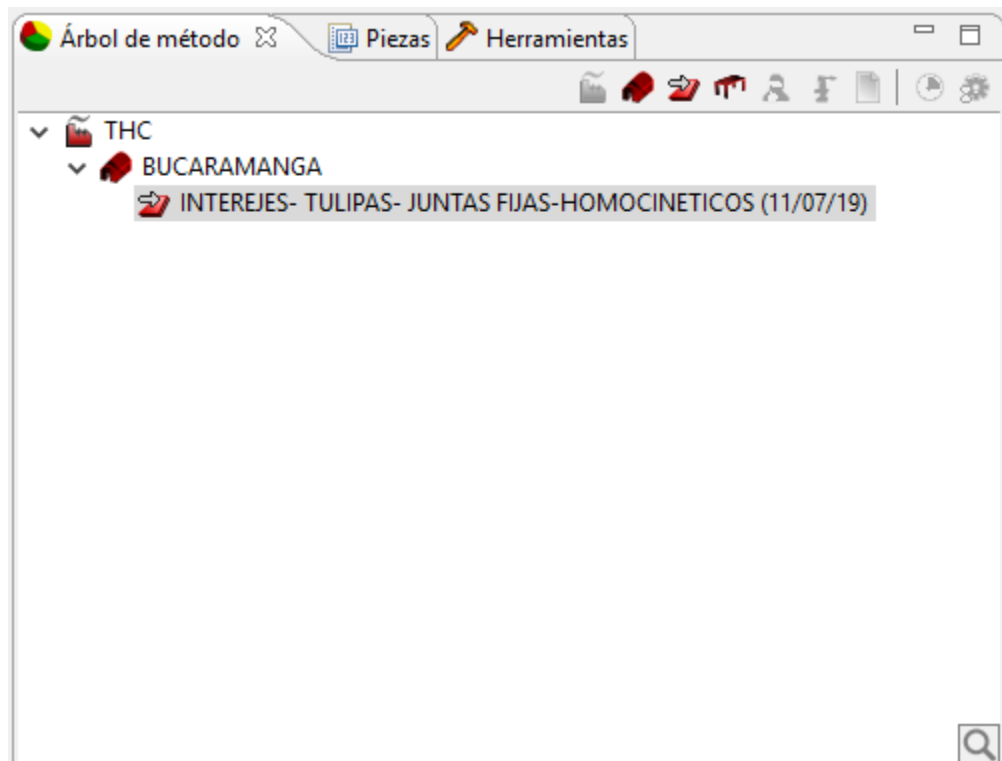 Árbol de método Piezas Herramientas
THC
BUCARAMANGA
INTEREJES- TULIPAS- JUNTAS FIJAS-HOMOCINETICOS (11/07/19)